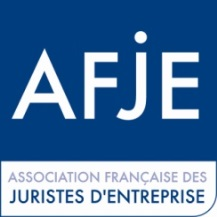 AFJE
ASSOCIATION FRANÇAISE DES
JURISTES D'ENTREPRISE